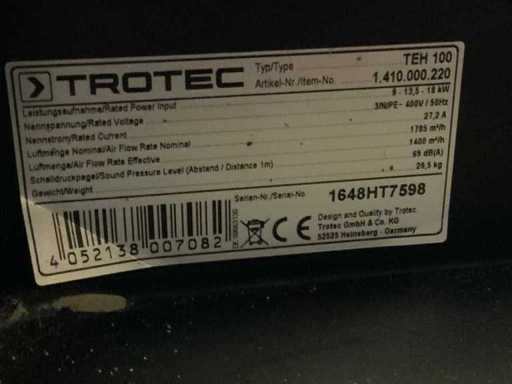 TROTEC
Typ/Type TEH 100
Artikel-Nr./Item-No. 1.410.000.220
Leistungsaufnahme/Rated Power Input 9 - 13,5 - 18 kW
Nennspannung/Rated Voltage 3/N/PE~ 400V / 50Hz
Nennstrom/Rated Current 27,2 A
Luftmenge Nominal/Air Flow Rate Nominal 1785 m³/h
Luftmenge/Air Flow Rate Effective 1400 m³/h
Schalldruckpegel/Sound Pressure Level (Abstand / Distance 1m) 65 dB(A)
Gewicht/Weight 29,5 kg
Serien-Nr./Serial-No. 1648HT7598
4 052138 007082
CE
Design and Quality by Trotec.
Trotec GmbH & Co. KG
52525 Heinsberg - Germany